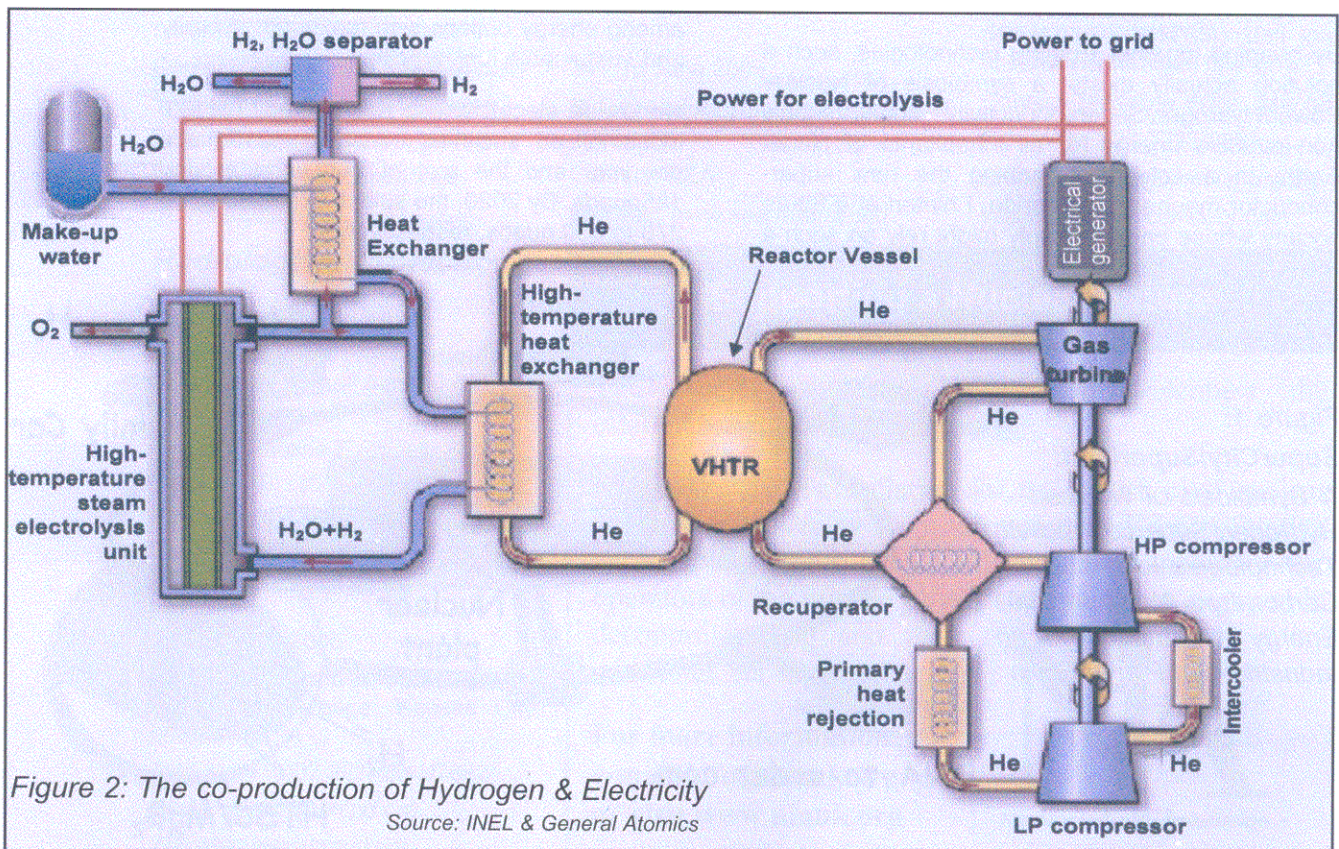 H₂, H₂O separator
Power to grid
H₂O
H₂
Power for electrolysis
H₂O
Make-up
water
Heat
Exchanger
He
Reactor Vessel
Electrical
generator
O₂
High-
temperature
heat
exchanger
He
Gas
turbine
He
High-
temperature
steam
electrolysis
unit
VHTR
H₂O+H₂
He
He
HP compressor
Recuperator
Primary
heat
rejection
Intercooler
He
He
LP compressor
Figure 2: The co-production of Hydrogen & Electricity
Source: INEL & General Atomics